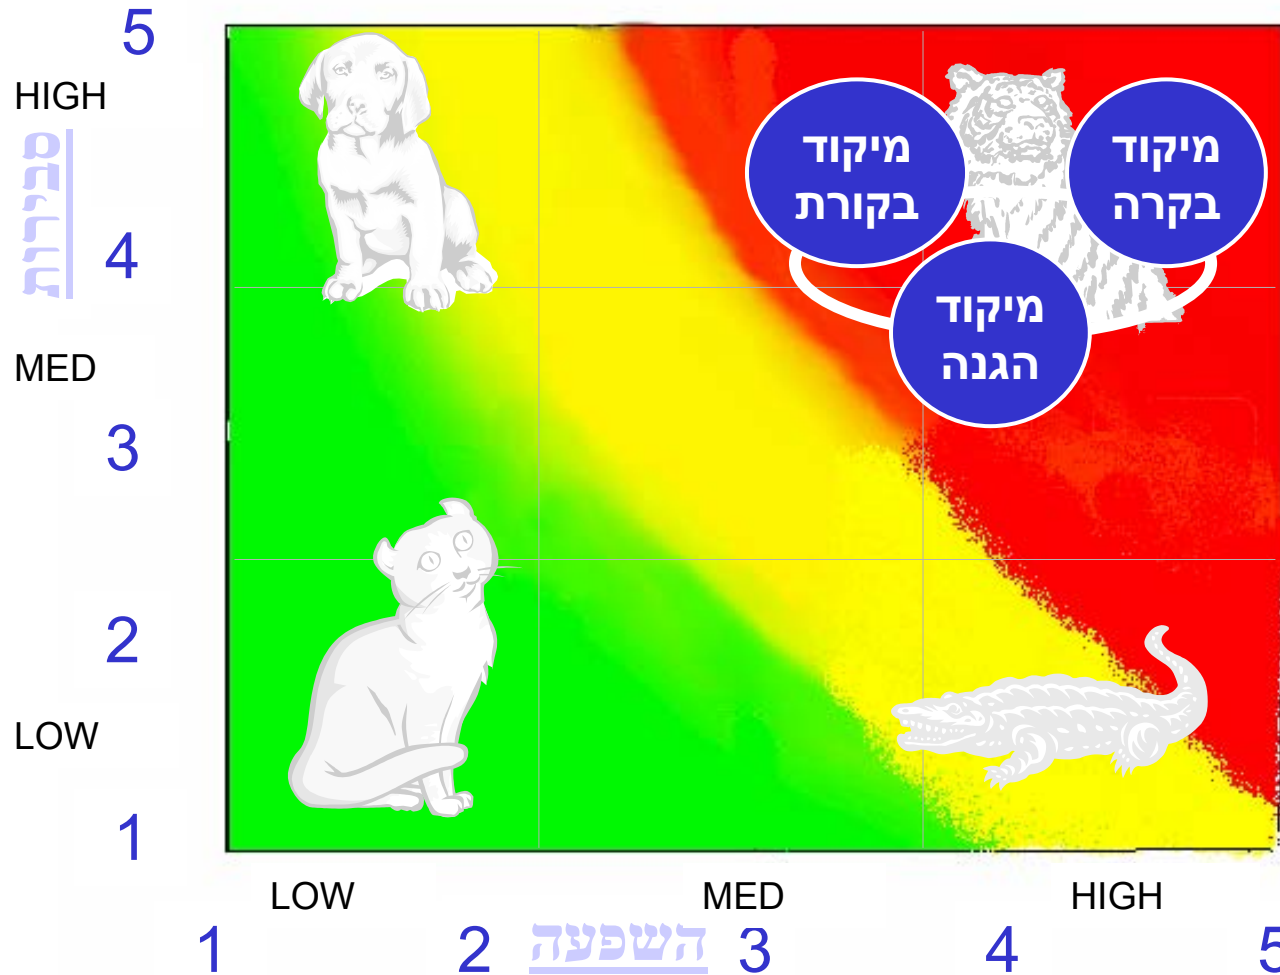 5
HIGH
סבירות
4
MED
3
2
LOW
1
מיקוד
בקורת
מיקוד
בקרה
מיקוד
הגנה
LOW
MED
HIGH
1
2
השפעה
3
4
5